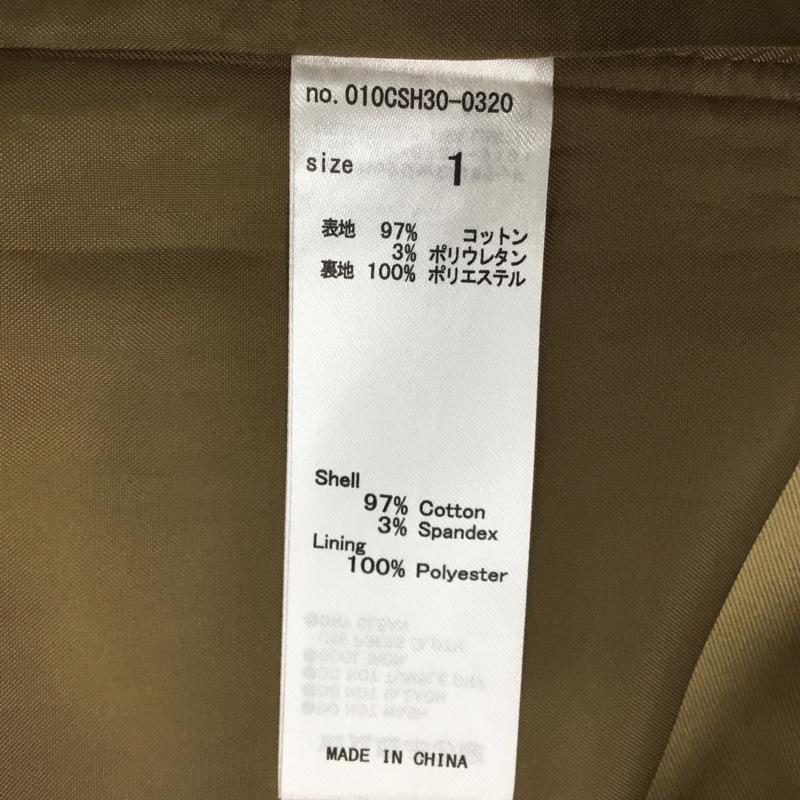 no. 010CSH30-0320
size 1
表地 97% コットン
3% ポリウレタン
裏地 100% ポリエステル
Shell
97% Cotton
3% Spandex
Lining
100% Polyester
MADE IN CHINA